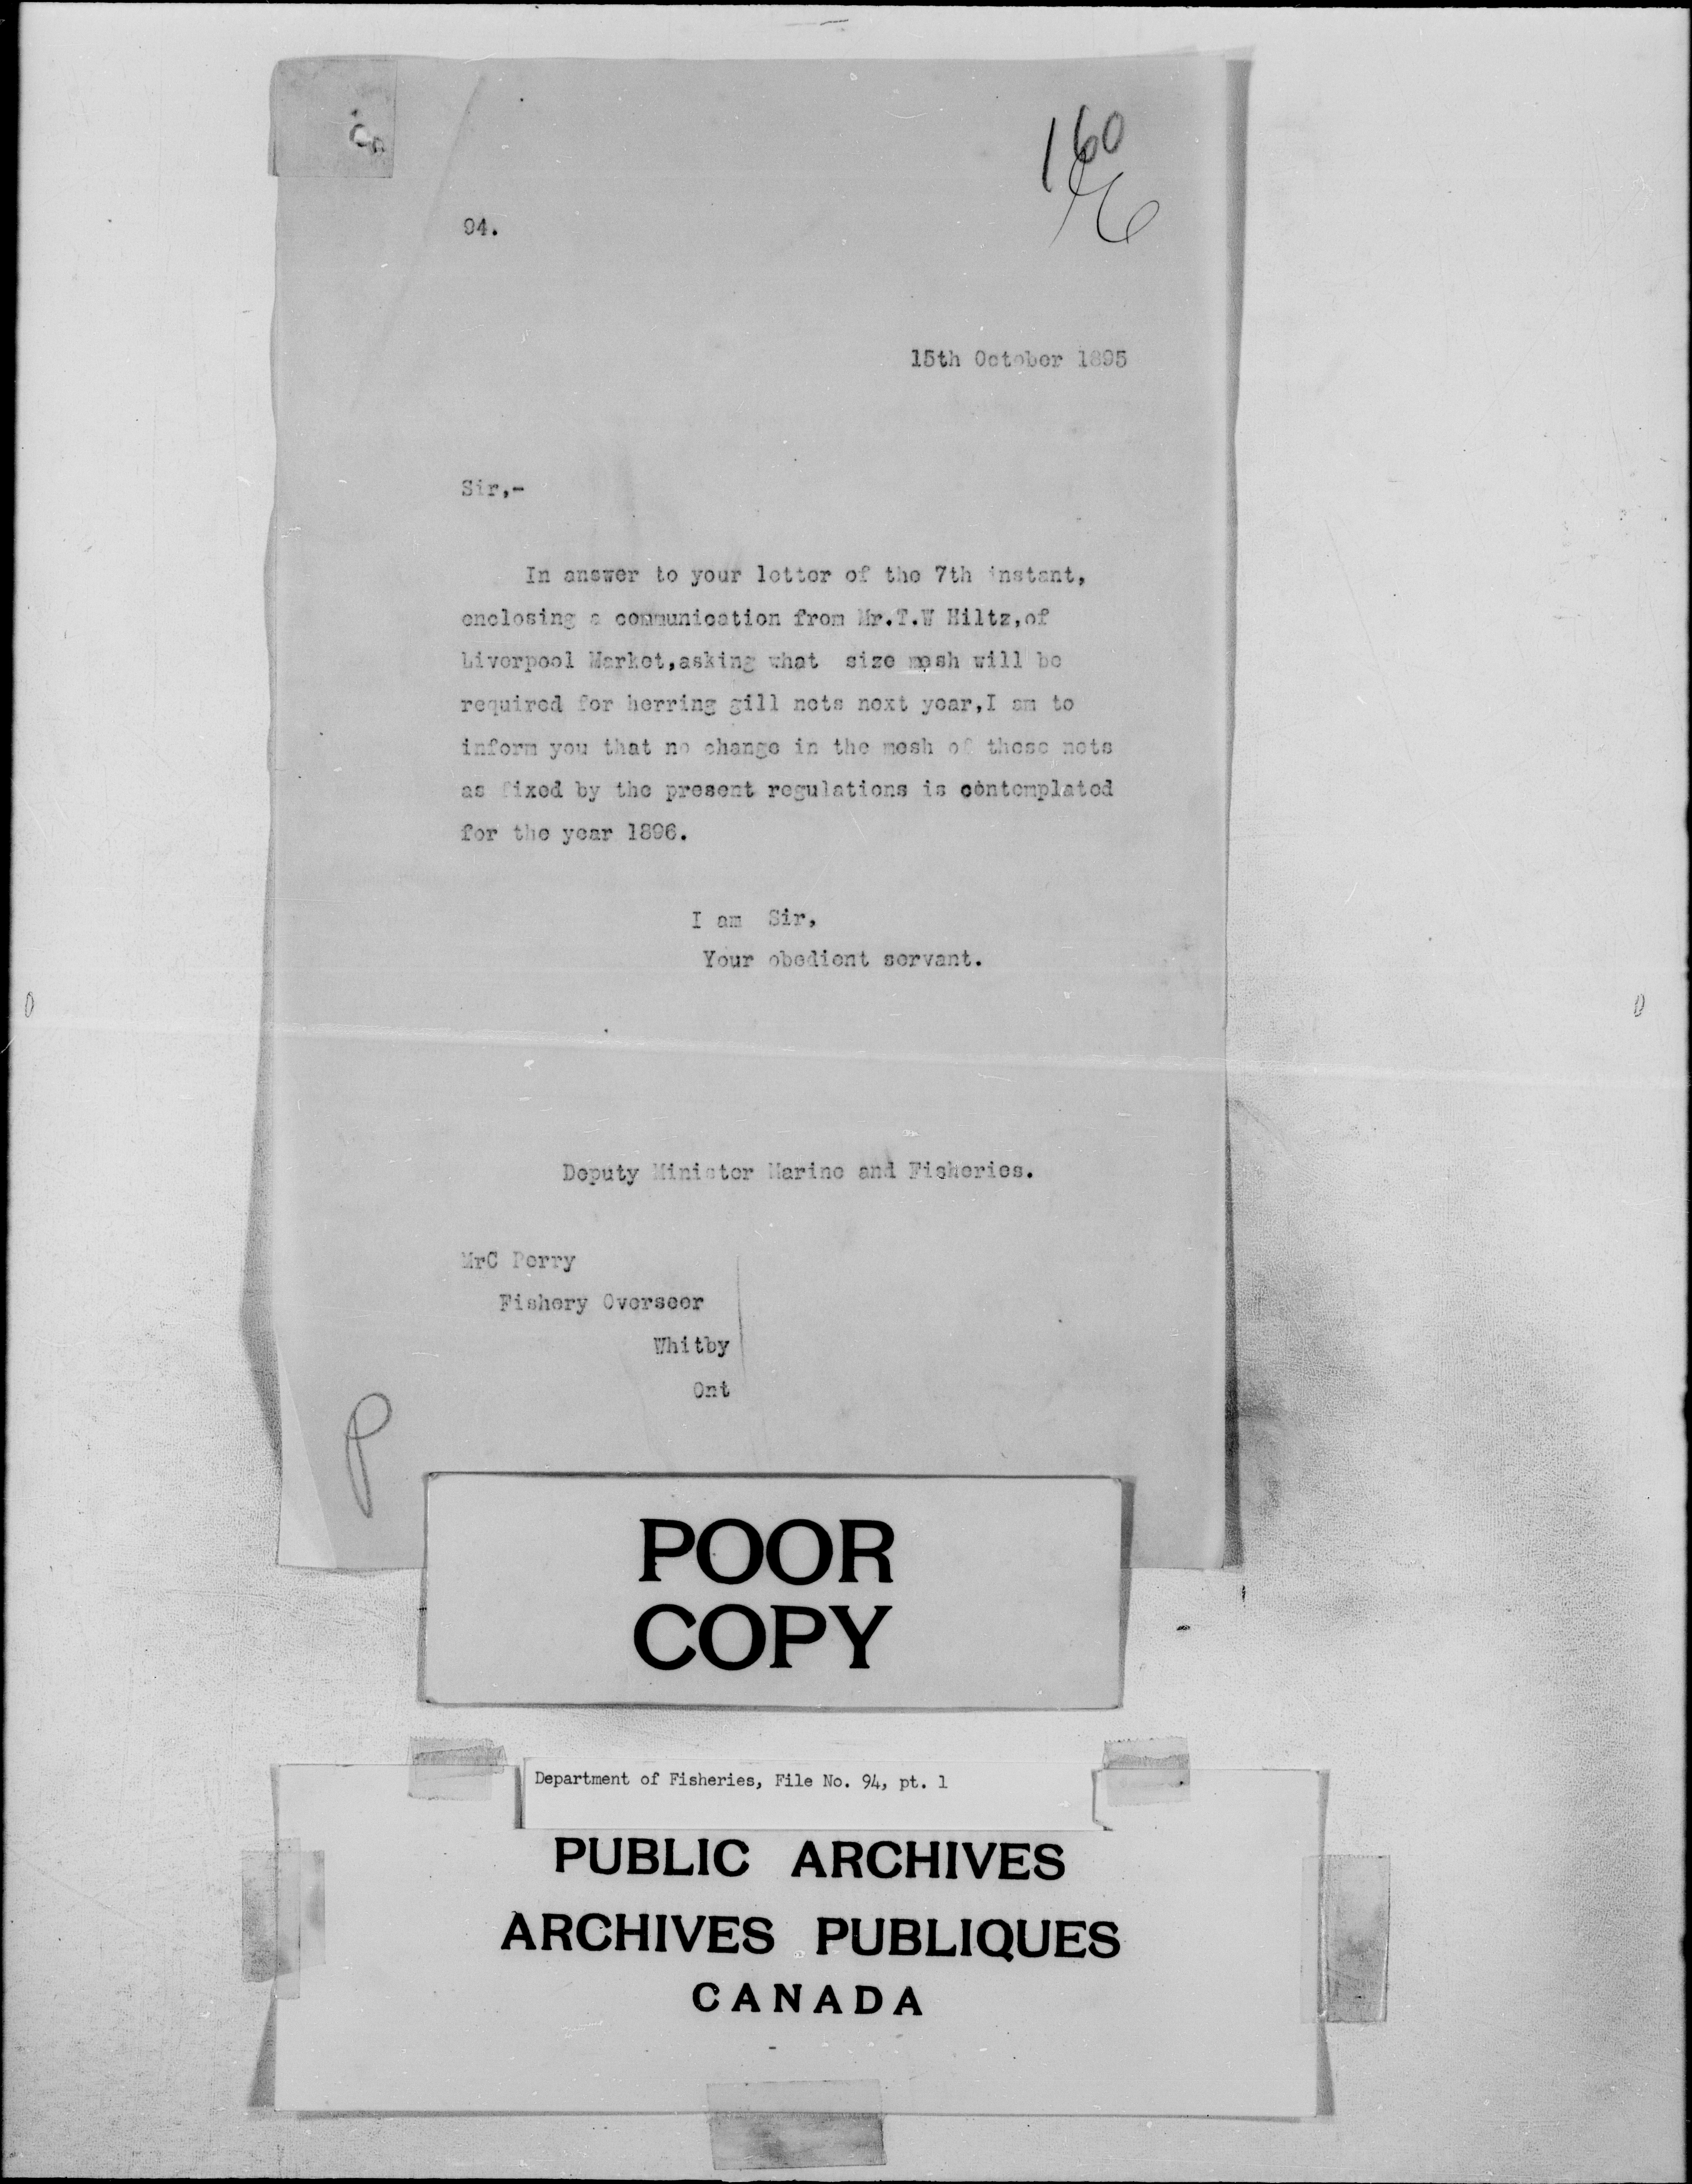 160
94.
15th October 1895
Sir,-
In answer to your letter of the 7th instant,
enclosing a communication from Mr.T.W Hiltz,of
Liverpool Market,asking what size mesh will be
required for herring gill nets next year,I am to
inform you that no change in the mesh of these nets
as fixed by the present regulations is contemplated
for the year 1896.
I am Sir,
Your obedient servant.
Deputy Minister Marine and Fisheries.
MrC Perry
Fishery Overseer
Whitby
Ont
P
POOR
COPY
Department of Fisheries, File No. 94, pt. 1
PUBLIC ARCHIVES
ARCHIVES PUBLIQUES
CANADA